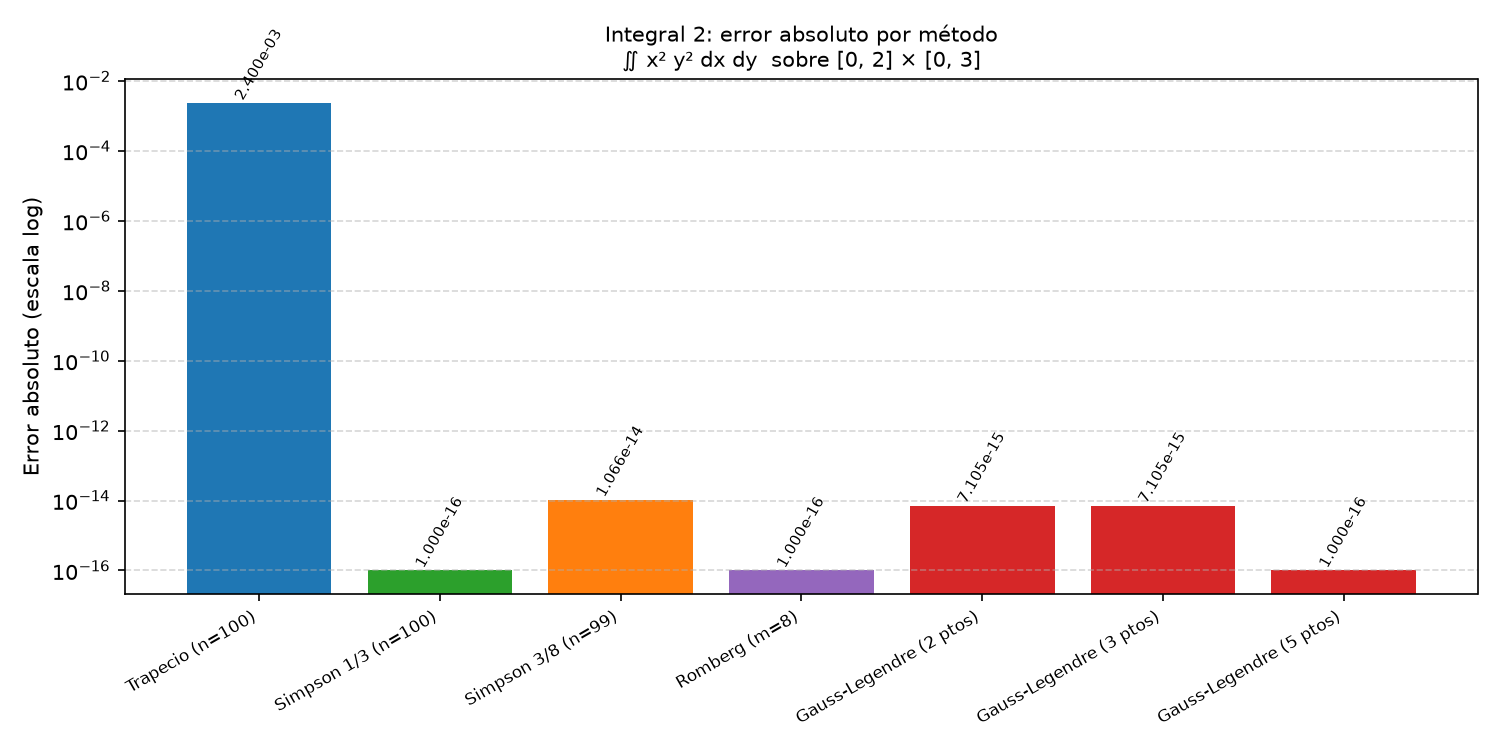 Integral 2: error absoluto por método
∬ x² y² dx dy  sobre [0, 2] × [0, 3]
Error absoluto (escala log)
10⁻²
10⁻⁴
10⁻⁶
10⁻⁸
10⁻¹⁰
10⁻¹²
10⁻¹⁴
10⁻¹⁶
2.400e-03
1.000e-16
1.066e-14
1.000e-16
7.105e-15
7.105e-15
1.000e-16
Trapecio (n=100)
Simpson 1/3 (n=100)
Simpson 3/8 (n=99)
Romberg (m=8)
Gauss-Legendre (2 ptos)
Gauss-Legendre (3 ptos)
Gauss-Legendre (5 ptos)